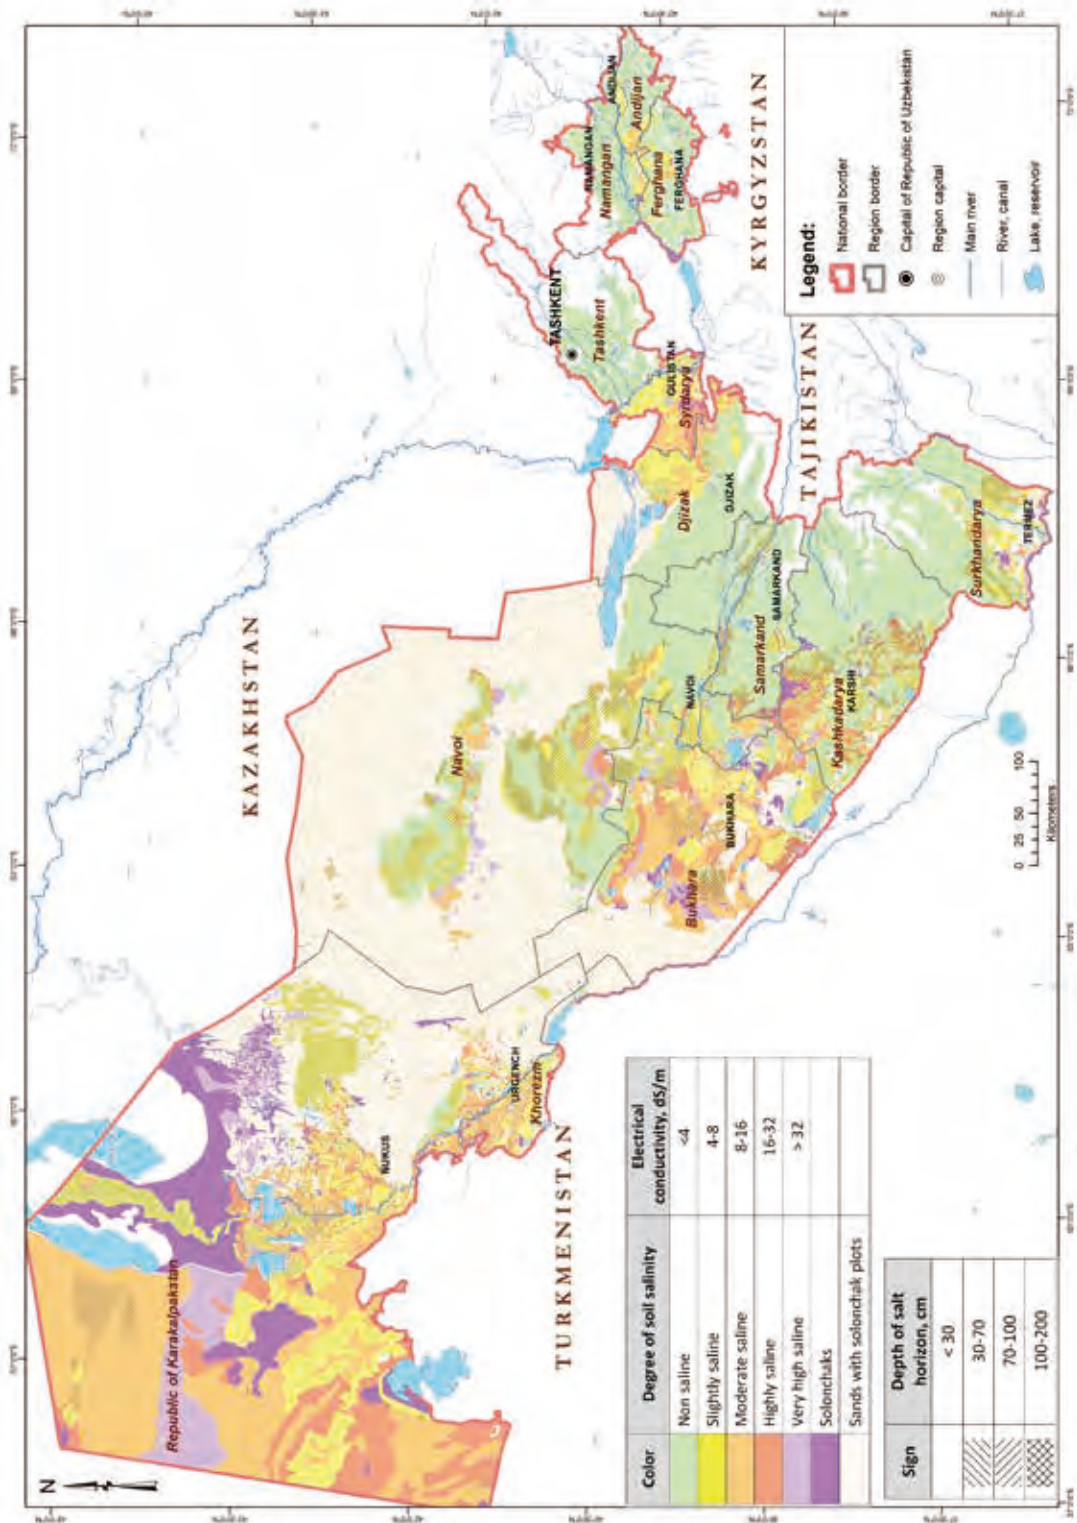 N
KAZAKHSTAN
KYRGYZSTAN
TAJIKISTAN
TURKMENISTAN
Republic of Karakalpakstan
NUKUS
URGENCH
Khorezm
Navoi
Bukhara
BUKHARA
NAVOI
Samarkand
SAMARKAND
Kashkadarya
KARSHI
Surkhandarya
TERMEZ
Djizak
DJIZAK
Syrdarya
GULISTAN
TASHKENT
Tashkent
NAMANGAN
Namangan
ANDIJAN
Andijan
Ferghana
FERGHANA
Legend:
National border
Region border
Capital of Republic of Uzbekistan
Region capital
Main river
River, canal
Lake, reservoir
0 25 50 100
Kilometers
Color Degree of soil salinity Electrical conductivity, dS/m
Non saline <4
Slightly saline 4-8
Moderate saline 8-16
Highly saline 16-32
Very high saline > 32
Solonchaks
Sands with solonchak plots
Sign Depth of salt horizon, cm
< 30
30-70
70-100
100-200